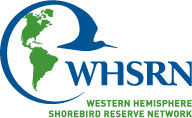 WHSRN
WESTERN HEMISPHERE
SHOREBIRD RESERVE NETWORK